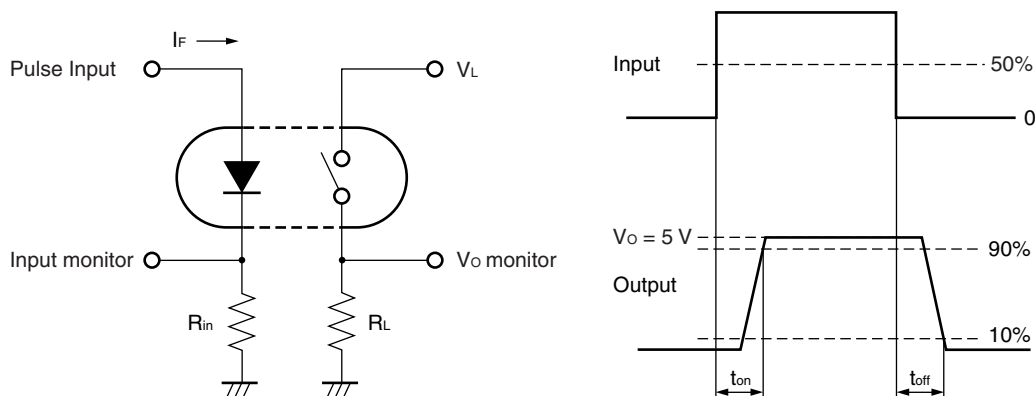 IF
Pulse Input
VL
Input monitor
VO monitor
Rin
RL
Input
50%
0
VO = 5 V
90%
Output
10%
ton
toff